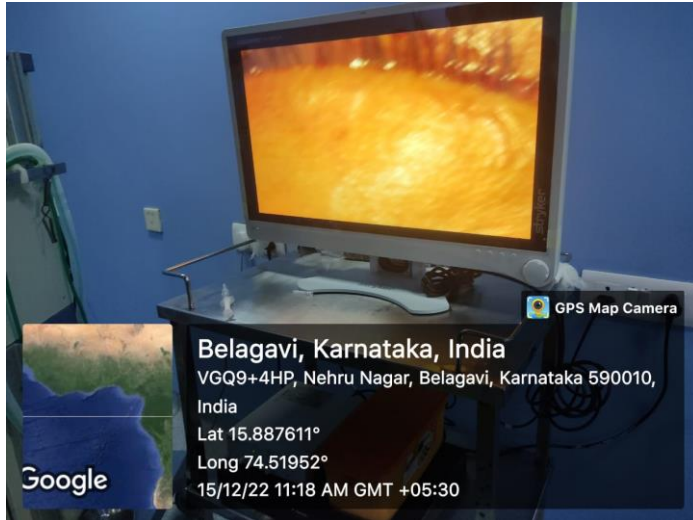 stryker
GPS Map Camera
Belagavi, Karnataka, India
VGQ9+4HP, Nehru Nagar, Belagavi, Karnataka 590010,
India
Lat 15.887611°
Long 74.51952°
15/12/22 11:18 AM GMT +05:30
Google